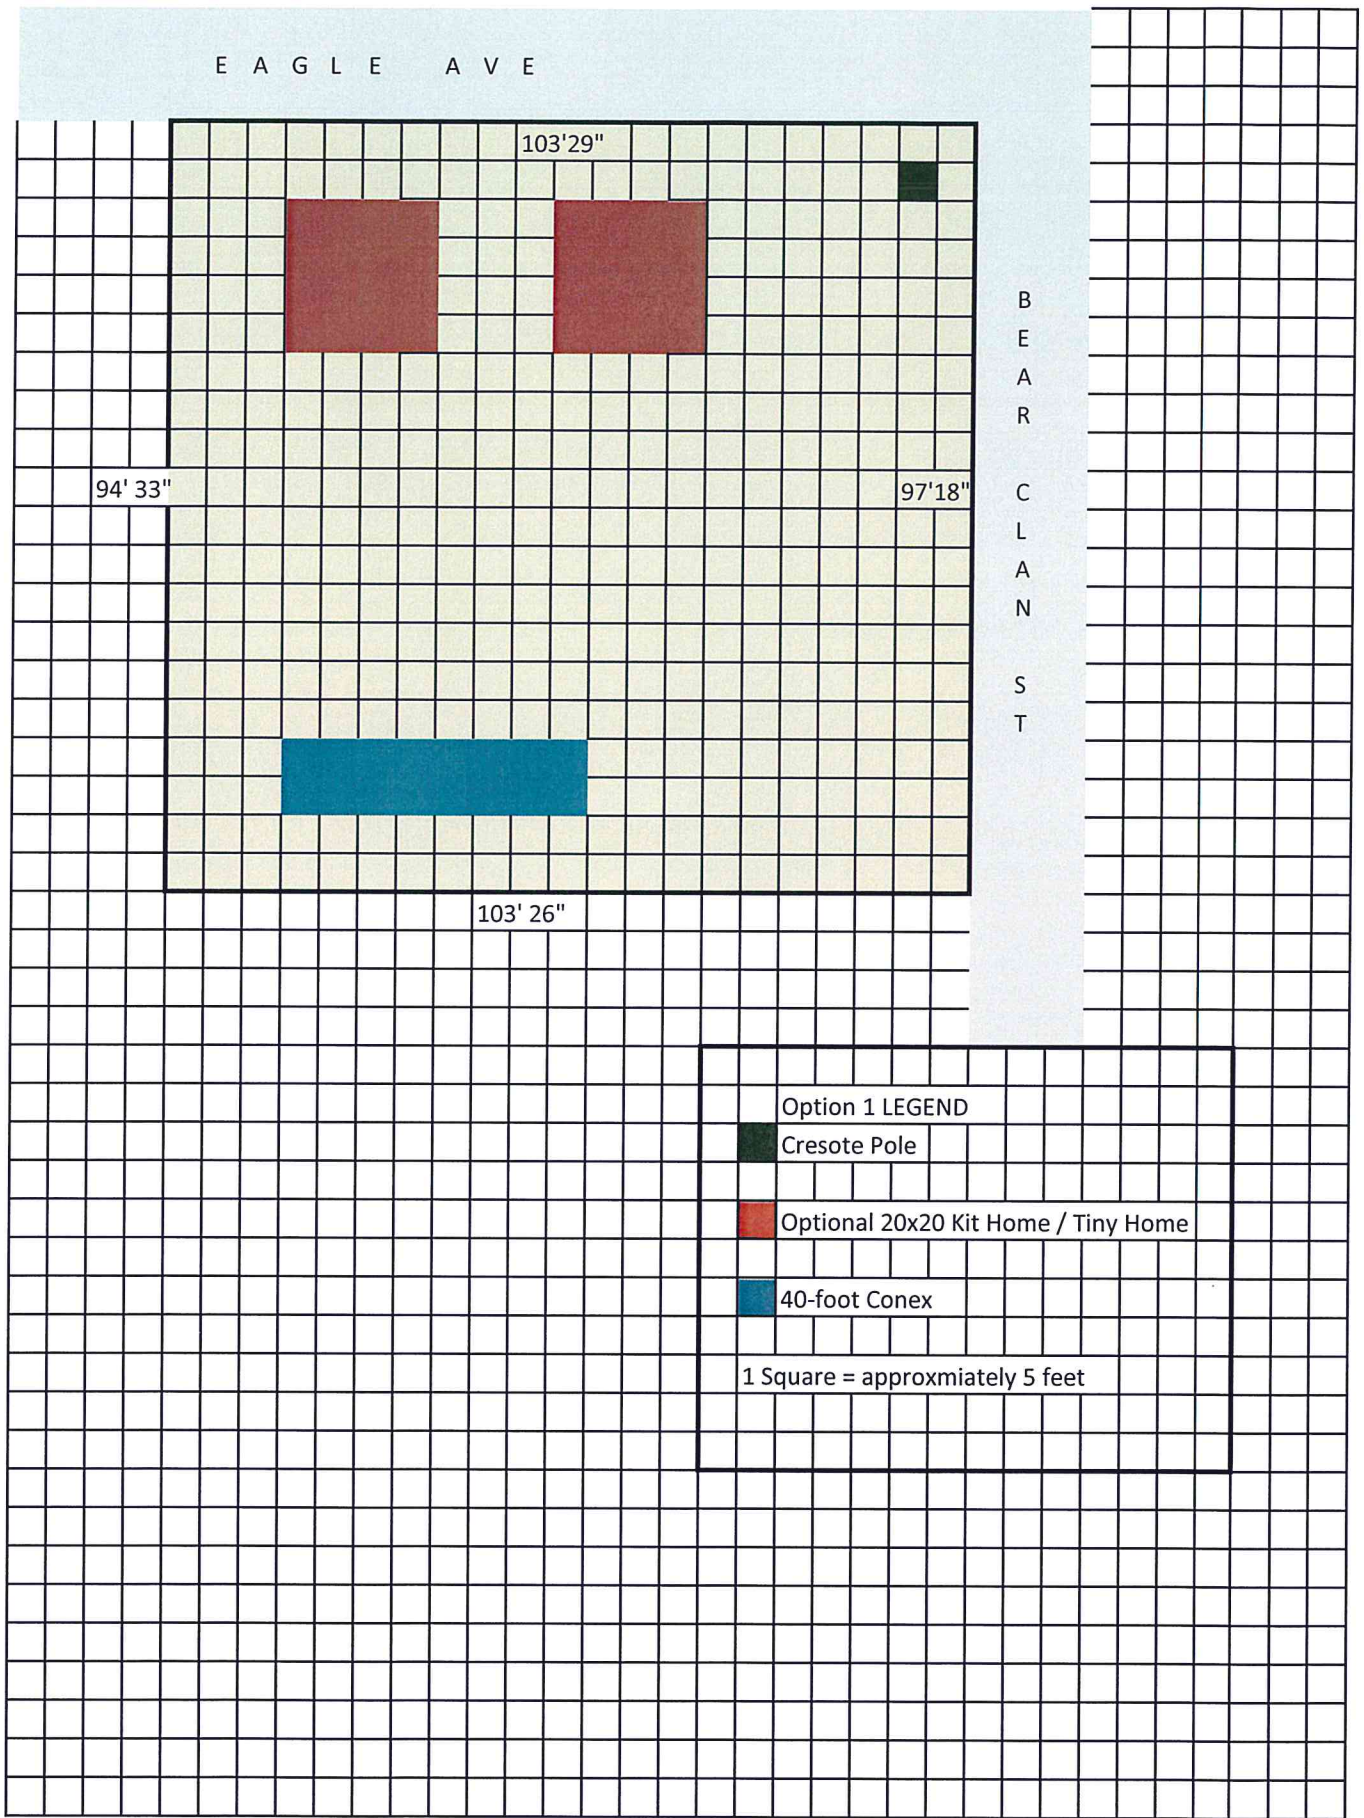 EAGLE AVE
103'29"
BEAR CLAN ST
94' 33"
97'18"
103' 26"
Option 1 LEGEND
Cresote Pole
Optional 20x20 Kit Home / Tiny Home
40-foot Conex
1 Square = approxmiately 5 feet